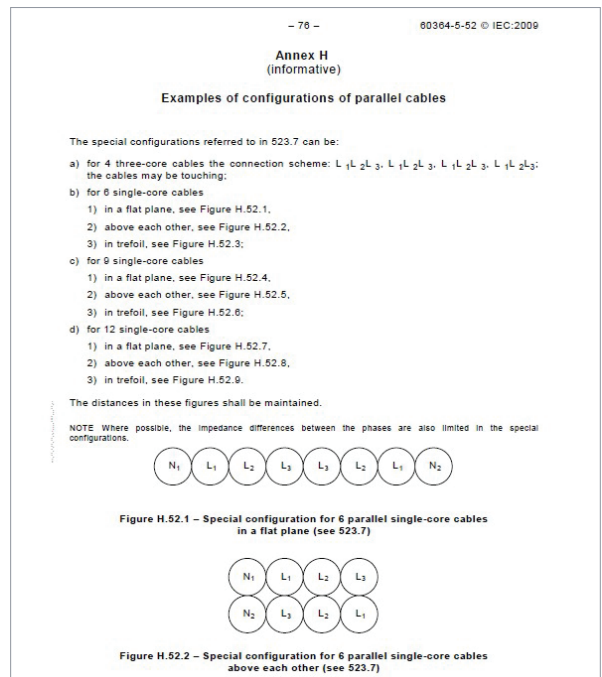 – 76 –
60364-5-52 © IEC:2009
Annex H
(informative)
Examples of configurations of parallel cables
The special configurations referred to in 523.7 can be:
a) for 4 three-core cables the connection scheme: L 1L 2L 3, L 1L 2L 3, L 1L 2L 3, L 1L 2L3;
the cables may be touching;
b) for 6 single-core cables
1) in a flat plane, see Figure H.52.1,
2) above each other, see Figure H.52.2,
3) in trefoil, see Figure H.52.3;
c) for 9 single-core cables
1) in a flat plane, see Figure H.52.4,
2) above each other, see Figure H.52.5,
3) in trefoil, see Figure H.52.6;
d) for 12 single-core cables
1) in a flat plane, see Figure H.52.7,
2) above each other, see Figure H.52.8,
3) in trefoil, see Figure H.52.9.
The distances in these figures shall be maintained.
NOTE Where possible, the impedance differences between the phases are also limited in the special
configurations.
N1 L1 L2 L3 L3 L2 L1 N2
Figure H.52.1 – Special configuration for 6 parallel single-core cables
in a flat plane (see 523.7)
N1 L1 L2 L3
N2 L3 L2 L1
Figure H.52.2 – Special configuration for 6 parallel single-core cables
above each other (see 523.7)